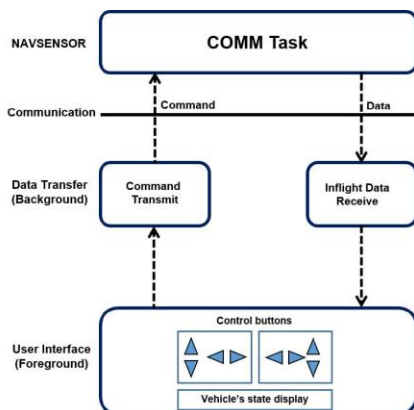 NAVSENSOR
COMM Task
Communication
Command
Data
Data Transfer
(Background)
Command
Transmit
Inflight Data
Receive
User Interface
(Foreground)
Control buttons
Vehicle's state display